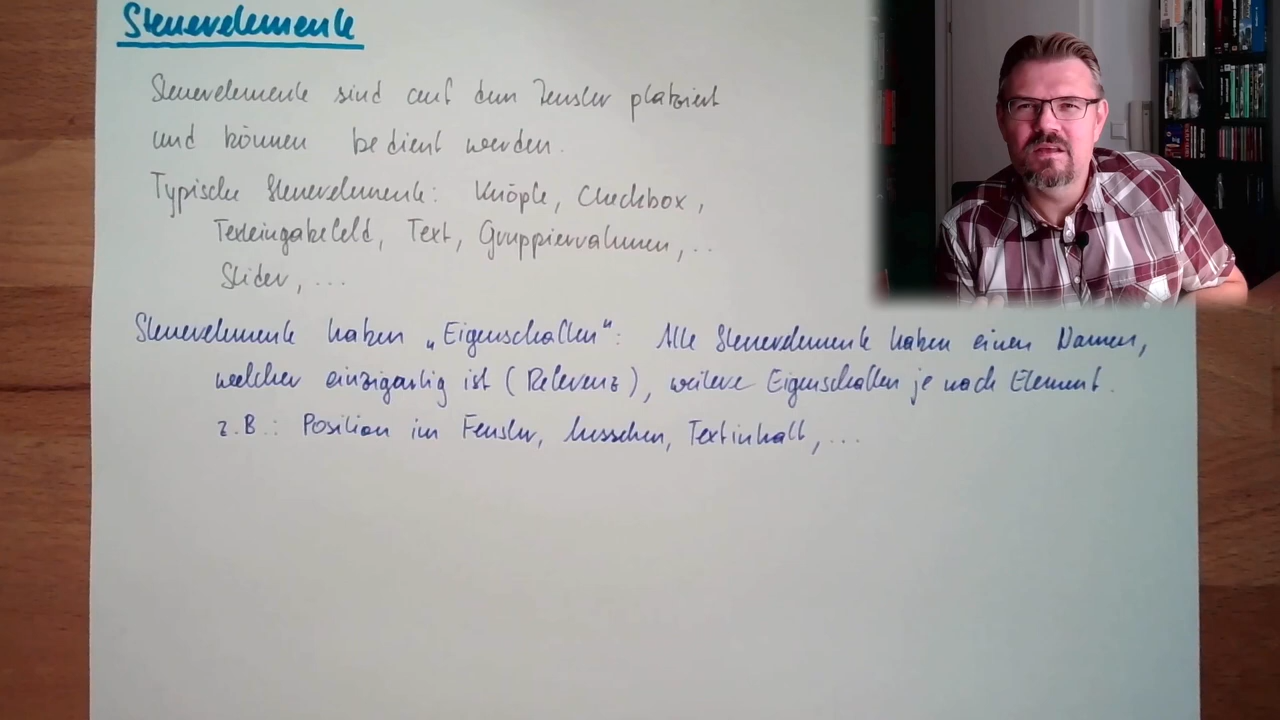 Steuerelemente
Steuerelemente sind auf dem Fenster platziert
und können bedient werden.
Typische Steuerelemente: Knöpfe, Checkbox,
Texteingabefeld, Text, Gruppierrahmen, ..
Slider, ...
Steuerelemente haben „Eigenschaften": Alle Steuerelemente haben einen Namen,
welcher einzigartig ist (Relevenz), weitere Eigenschaften je nach Element.
z.B.: Position im Fenster, Aussehen, Textinhalt, ...